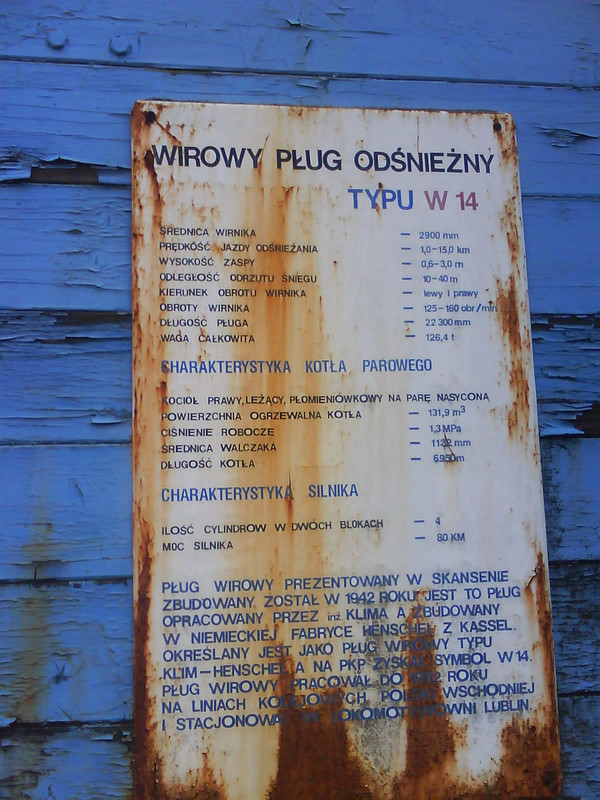 WIROWY PŁUG ODŚNIEŻNY
TYPU W 14
ŚREDNICA WIRNIKA — 2900 mm
PRĘDKOŚĆ JAZDY ODŚNIEŻANIA — 1,0-15,0 km
WYSOKOŚĆ ZASPY — 0,6-3,0 m
ODLEGŁOŚĆ ODRZUTU ŚNIEGU — 10-40 m
KIERUNEK OBROTU WIRNIKA — lewy i prawy
OBROTY WIRNIKA — 125-160 obr/min
DŁUGOŚĆ PŁUGA — 22 300 mm
WAGA CAŁKOWITA — 126,4 t
CHARAKTERYSTYKA KOTŁA PAROWEGO
KOCIOŁ PRAWY, LEŻĄCY, PŁOMIENIÓWKOWY NA PARĘ NASYCONĄ
POWIERZCHNIA OGRZEWALNA KOTŁA — 131,9 m³
CIŚNIENIE ROBOCZE — 1,3 MPa
ŚREDNICA WALCZAKA — 1132 mm
DŁUGOŚĆ KOTŁA — 6950m
CHARAKTERYSTYKA SILNIKA
ILOŚĆ CYLINDRÓW W DWÓCH BLOKACH — 4
MOC SILNIKA — 80 KM
PŁUG WIROWY PREZENTOWANY W SKANSENIE
ZBUDOWANY ZOSTAŁ W 1942 ROKU. JEST TO PŁUG
OPRACOWANY PRZEZ inż. KLIMA A ZBUDOWANY
W NIEMIECKIEJ FABRYCE HENSCHEL Z KASSEL.
OKREŚLANY JEST JAKO PŁUG WIROWY TYPU
KLIM—HENSCHEL A NA PKP ZYSKAŁ SYMBOL W 14.
PŁUG WIROWY PRACOWAŁ DO ROKU
NA LINIACH KOLEJOWYCH POLSKI WSCHODNIEJ
I STACJONOWAŁ W LOKOMOTYWOWNI LUBLIN.